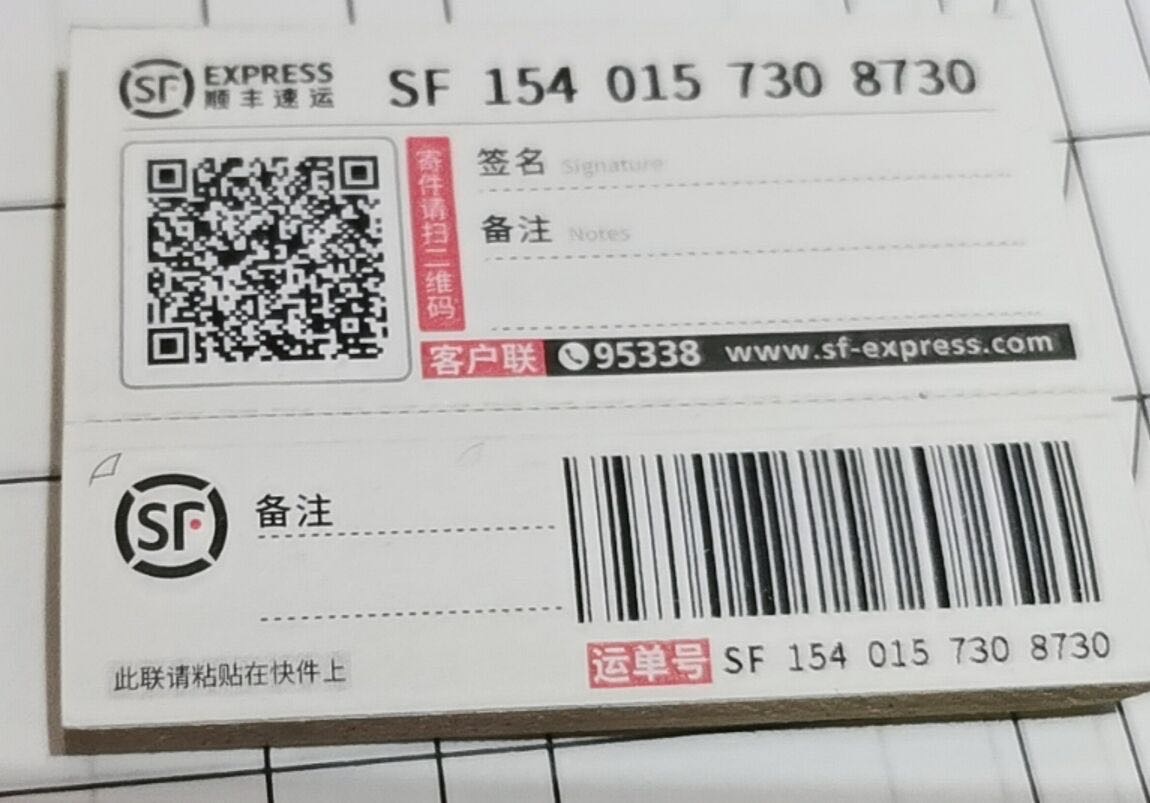 SF EXPRESS
顺丰速运
SF 154 015 730 8730
寄件请扫二维码
签名 Signature
备注 Notes
客户联 95338 www.sf-express.com
SF 备注
此联请粘贴在快件上
运单号 SF 154 015 730 8730